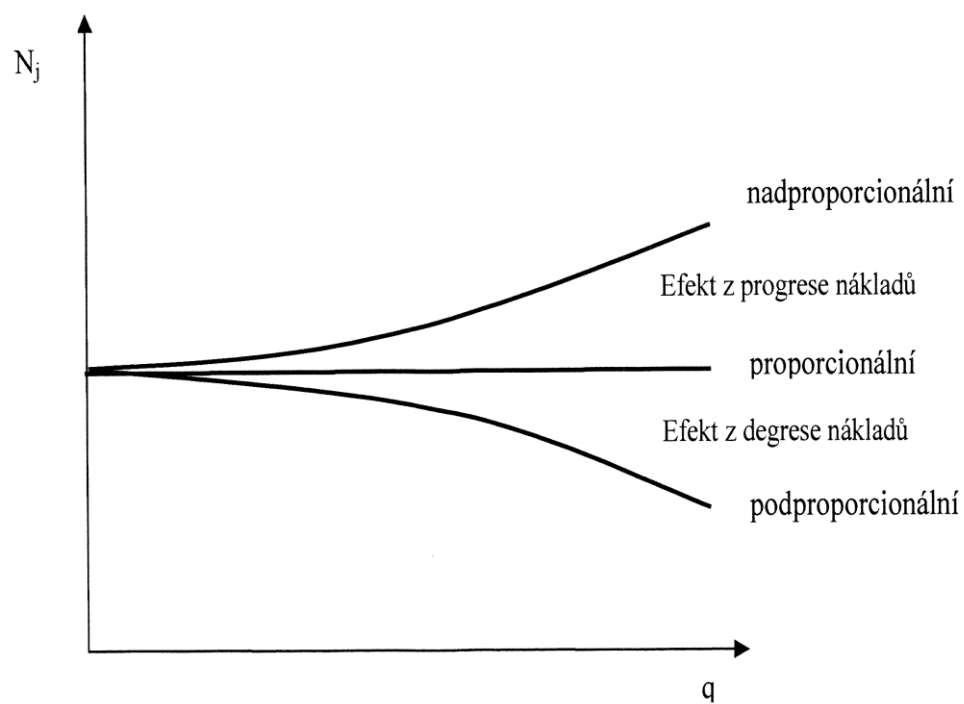 Nj
nadproporcionální
Efekt z progrese nákladů
proporcionální
Efekt z degrese nákladů
podproporcionální
q